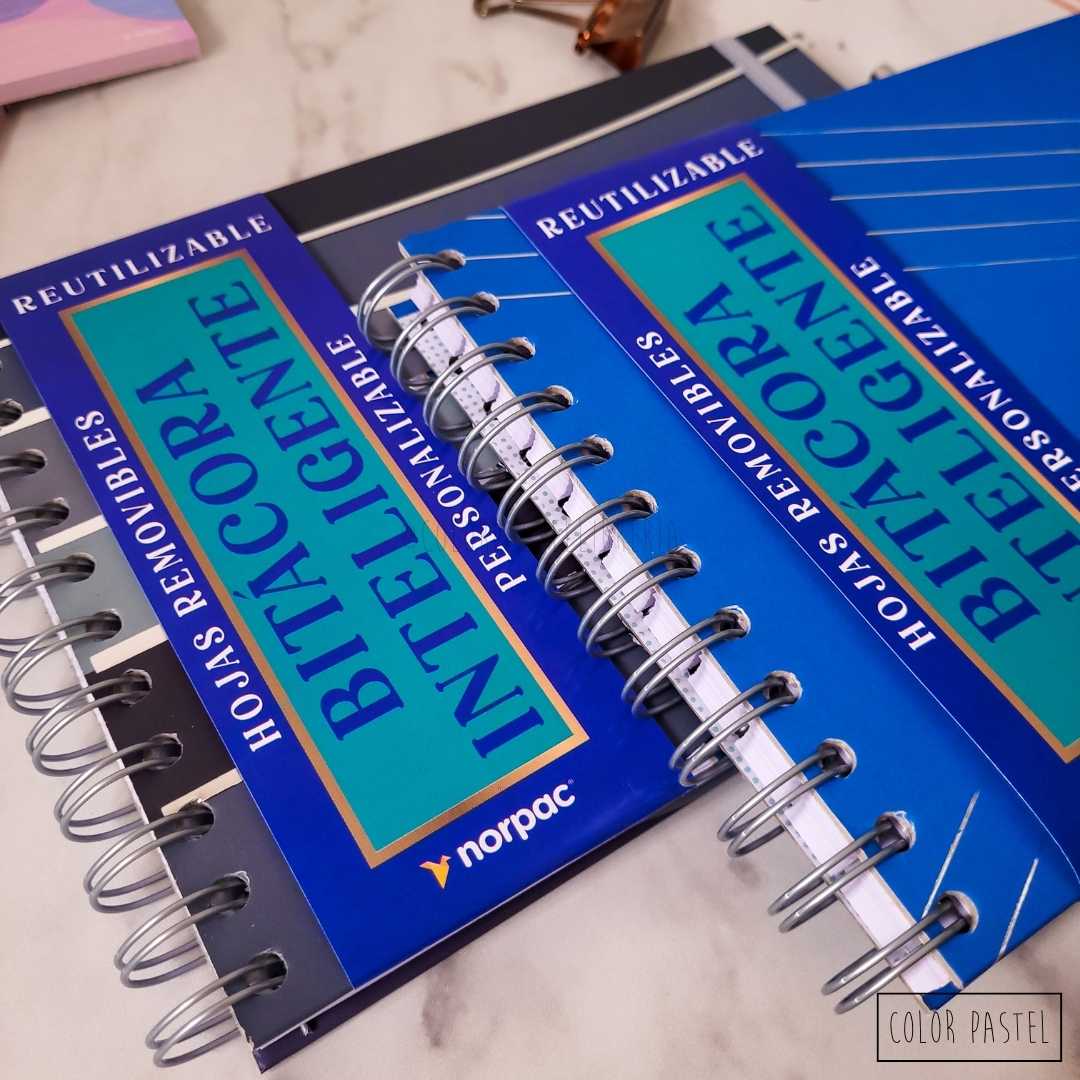 REUTILIZABLE
BITÁCORA
INTELIGENTE
HOJAS REMOVIBLES
PERSONALIZABLE
norpac
REUTILIZABLE
BITÁCORA
INTELIGENTE
HOJAS REMOVIBLES
PERSONALIZABLE
COLOR PASTEL